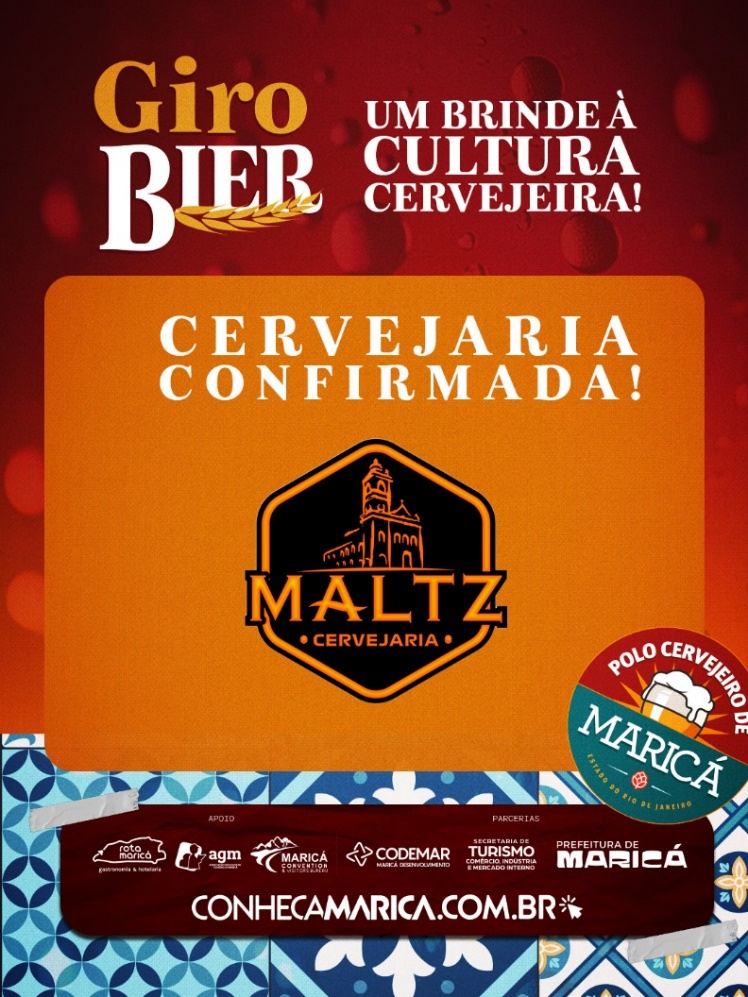 Giro
BIER
UM BRINDE À
CULTURA
CERVEJEIRA!
CERVEJARIA
CONFIRMADA!
MALTZ
• CERVEJARIA •
POLO CERVEJEIRO DE
MARICÁ
ESTADO DO RIO DE JANEIRO
APOIO
PARCERIAS
rota
maricá
gastronomia & hotelaria
agm
MARICÁ
CONVENTION
& VISITORS BUREAU
CODEMAR
MARICÁ DESENVOLVIMENTO
SECRETARIA DE
TURISMO
COMÉRCIO, INDÚSTRIA
E MERCADO INTERNO
PREFEITURA DE
MARICÁ
CONHECAMARICA.COM.BR